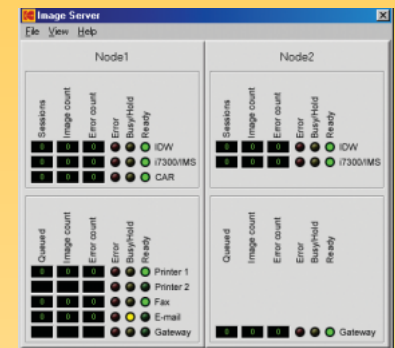 Image Server
File View Help
Node1
Sessions Image count Error count Error Busy/Hold Ready
0 0 0 IDW
0 0 0 i7300/IMS
0 0 0 CAR
Queued Image count Error count Error Busy/Hold Ready
0 0 0 Printer 1
Printer 2
0 0 0 Fax
0 0 0 E-mail
Gateway
Node2
Sessions Image count Error count Error Busy/Hold Ready
0 0 0 IDW
0 0 0 i7300/IMS
Queued Image count Error count Error Busy/Hold Ready
0 0 0 Gateway